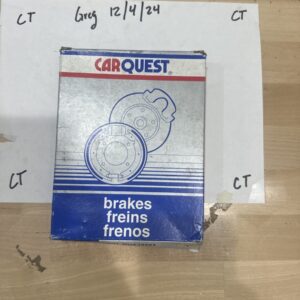 CT Greg 12/4/24 CT
CARQUEST®
brakes
freins
frenos
CT CT